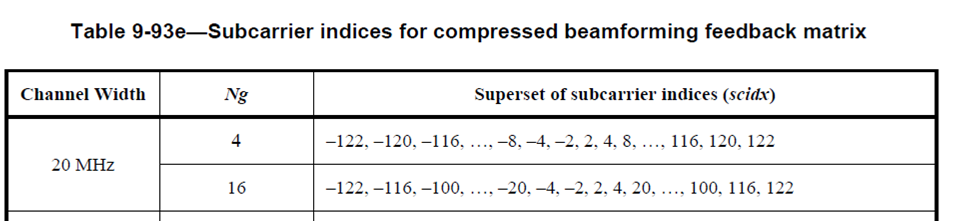 Table 9-93e—Subcarrier indices for compressed beamforming feedback matrix
Channel Width Ng Superset of subcarrier indices (scidx)
20 MHz
4 –122, –120, –116, …, –8, –4, –2, 2, 4, 8, …, 116, 120, 122
16 –122, –116, –100, …, –20, –4, –2, 2, 4, 20, …, 100, 116, 122